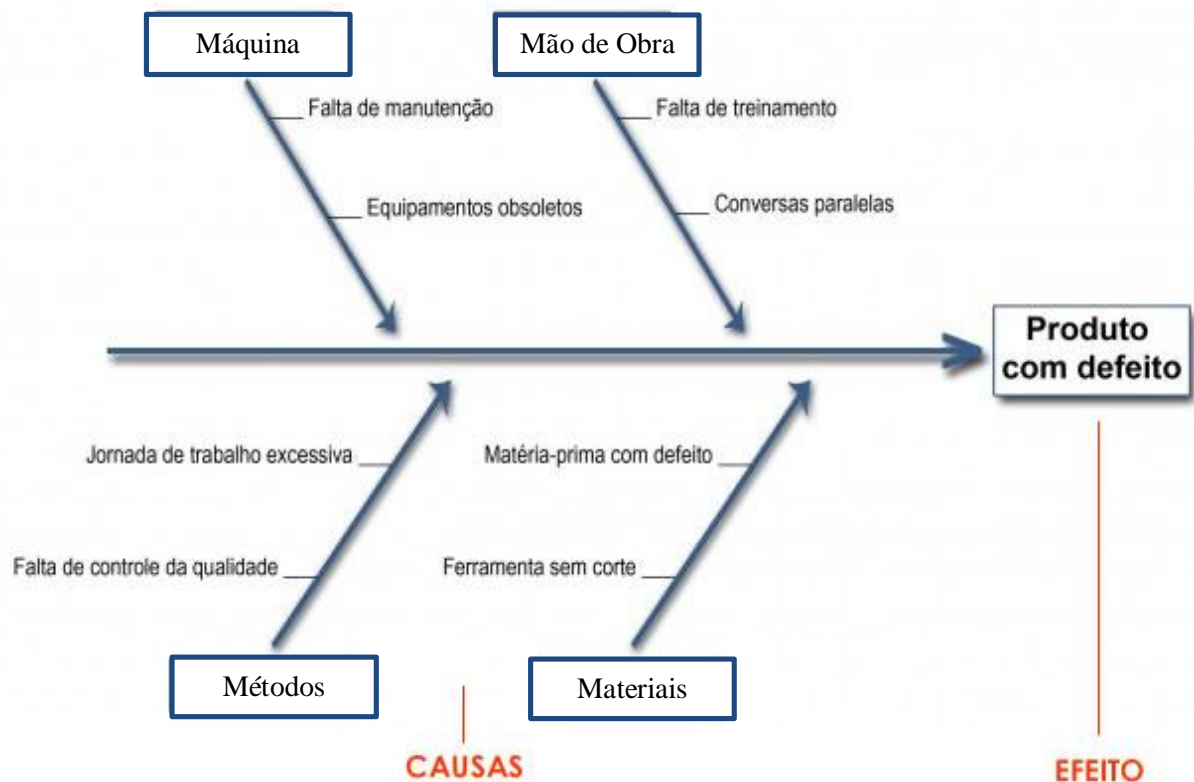 Máquina
Mão de Obra
Falta de manutenção
Falta de treinamento
Equipamentos obsoletos
Conversas paralelas
Produto
com defeito
Jornada de trabalho excessiva
Matéria-prima com defeito
Falta de controle da qualidade
Ferramenta sem corte
Métodos
Materiais
CAUSAS
EFEITO